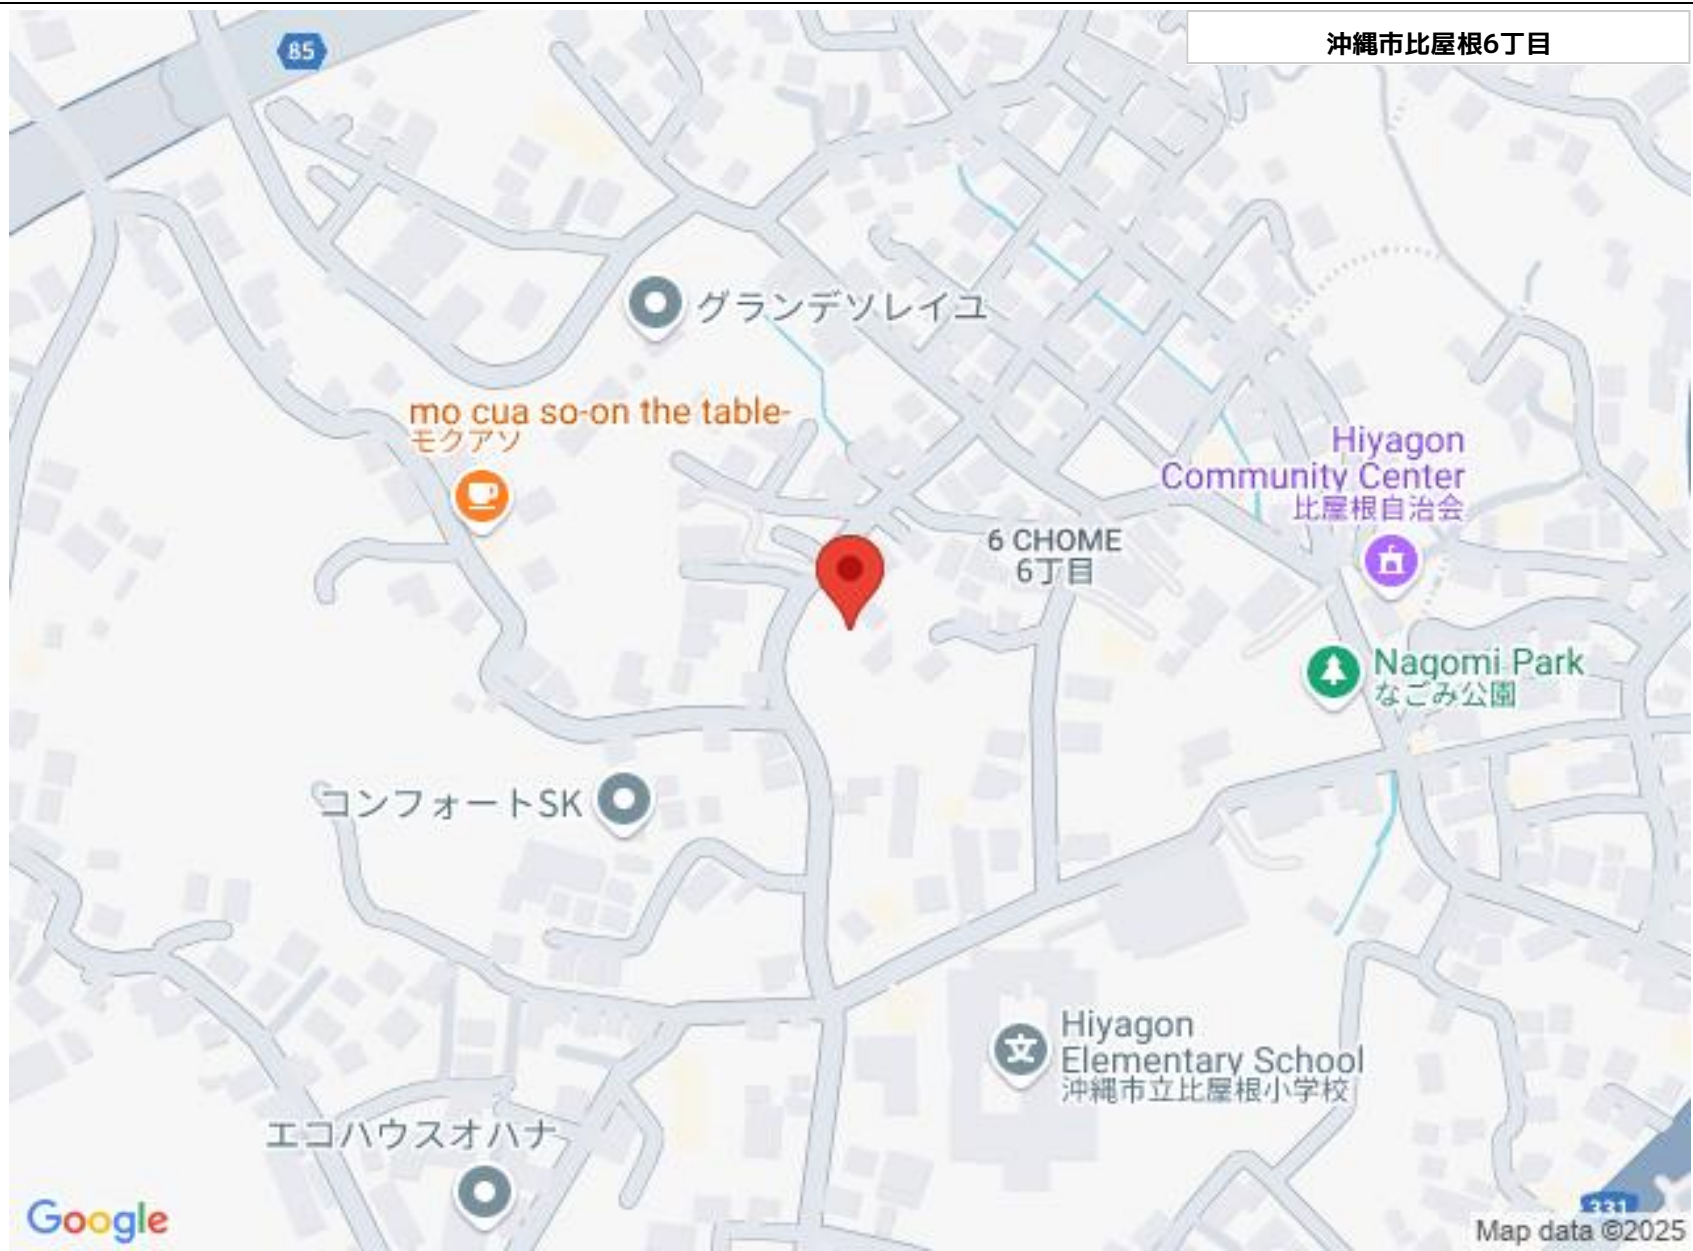 沖縄市比屋根6丁目
85
グランデソレイユ
mo cua so-on the table-
モクアソ
Hiyagon
Community Center
比屋根自治会
6 CHOME
6丁目
Nagomi Park
なごみ公園
コンフォートSK
Hiyagon
Elementary School
沖縄市立比屋根小学校
エコハウスオハナ
331
Google
Map data ©2025